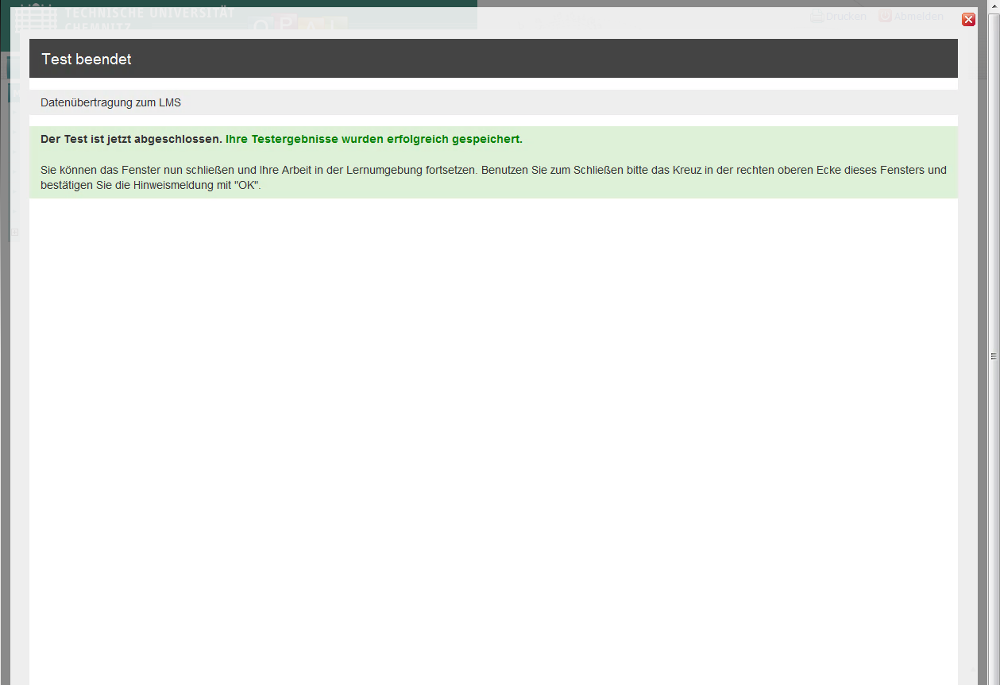 TECHNISCHE UNIVERSITÄT
CHEMNITZ
OPAL
Drucken
Abmelden
Test beendet
Datenübertragung zum LMS
Der Test ist jetzt abgeschlossen. Ihre Testergebnisse wurden erfolgreich gespeichert.
Sie können das Fenster nun schließen und Ihre Arbeit in der Lernumgebung fortsetzen. Benutzen Sie zum Schließen bitte das Kreuz in der rechten oberen Ecke dieses Fensters und
bestätigen Sie die Hinweismeldung mit "OK".